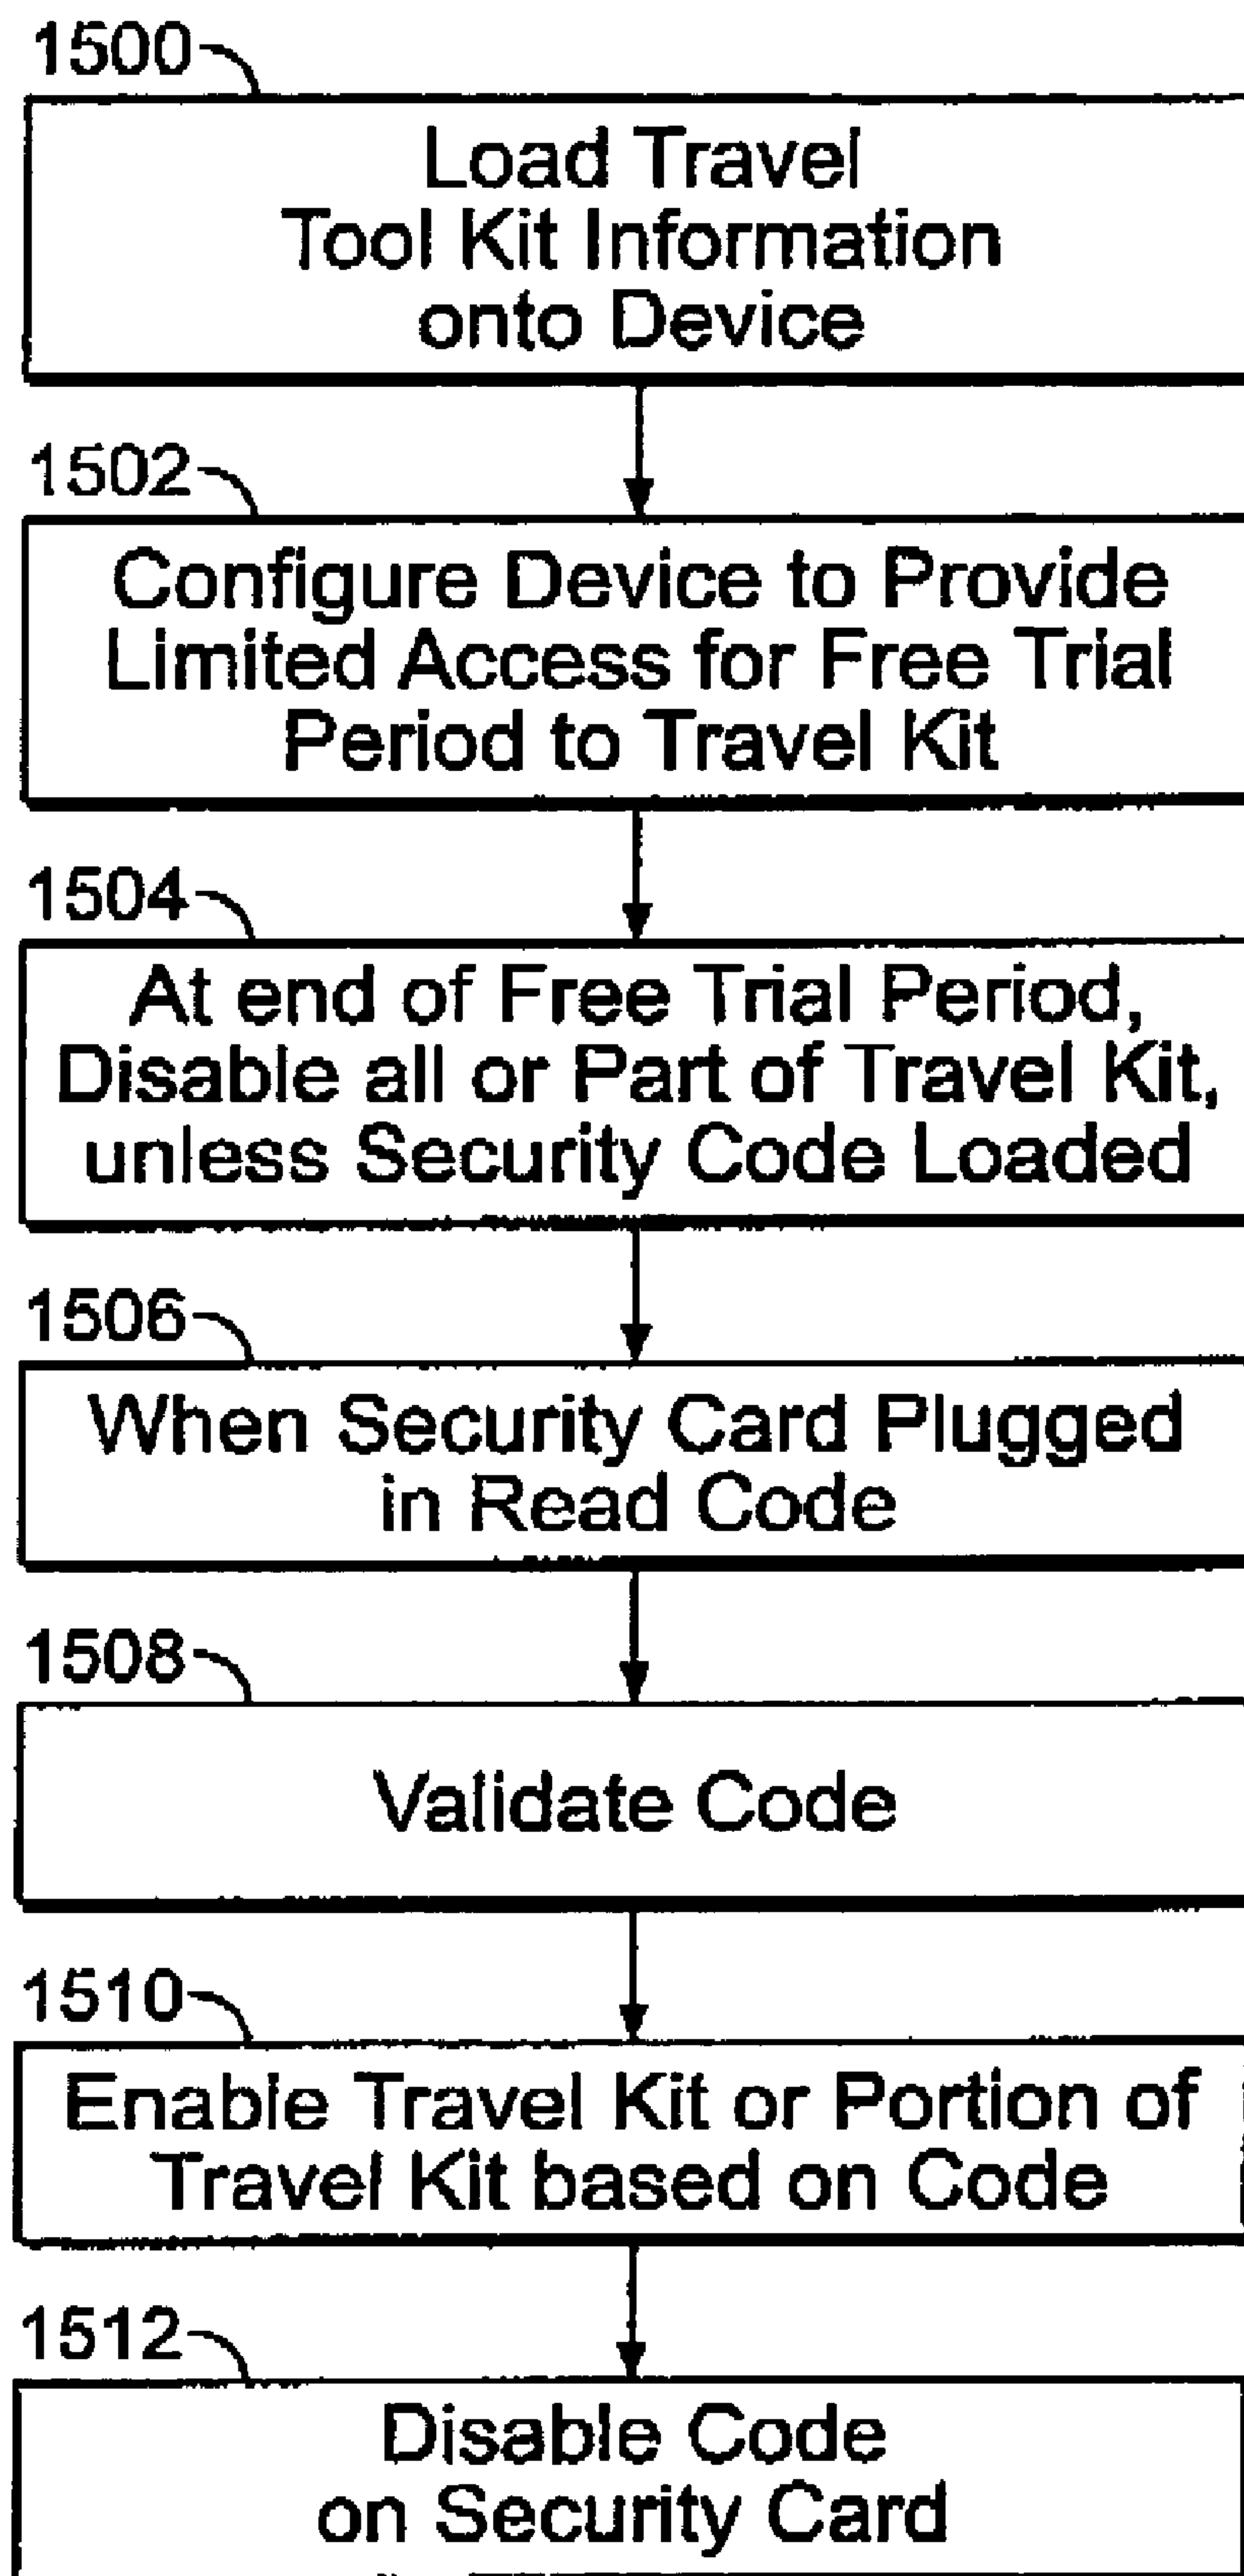 1500
Load Travel
Tool Kit Information
onto Device
1502
Configure Device to Provide
Limited Access for Free Trial
Period to Travel Kit
1504
At end of Free Trial Period,
Disable all or Part of Travel Kit,
unless Security Code Loaded
1506
When Security Card Plugged
in Read Code
1508
Validate Code
1510
Enable Travel Kit or Portion of
Travel Kit based on Code
1512
Disable Code
on Security Card